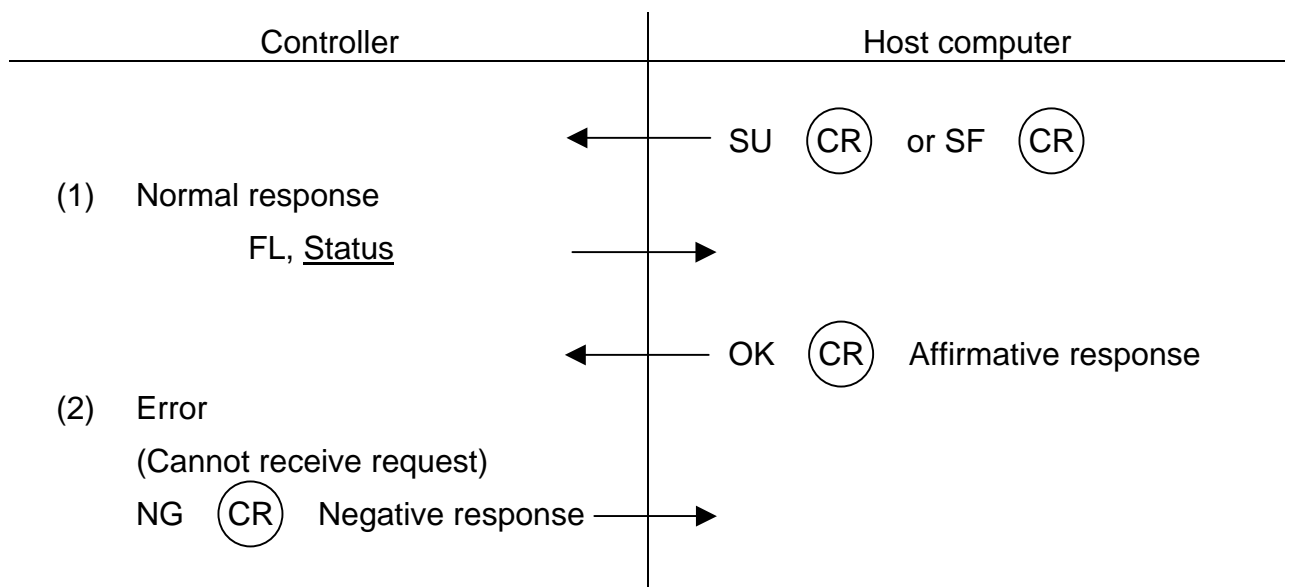 Controller Host computer
SU CR or SF CR
(1) Normal response
FL, Status
OK CR Affirmative response
(2) Error
(Cannot receive request)
NG CR Negative response